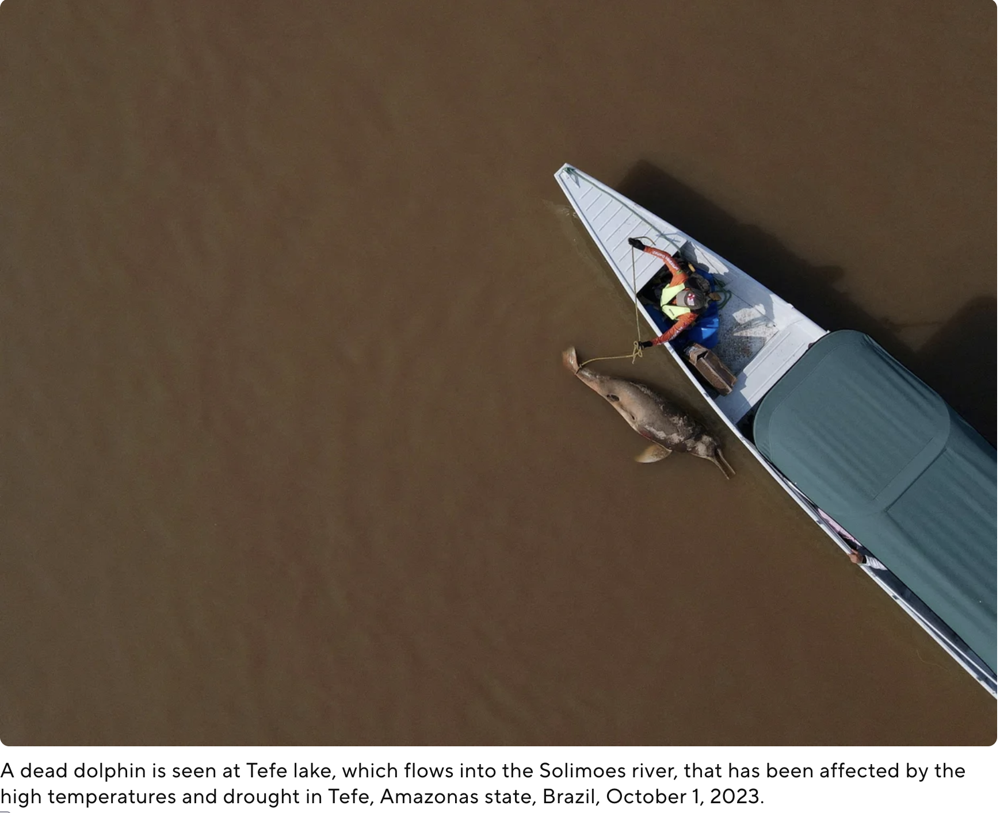 A dead dolphin is seen at Tefe lake, which flows into the Solimoes river, that has been affected by the
high temperatures and drought in Tefe, Amazonas state, Brazil, October 1, 2023.